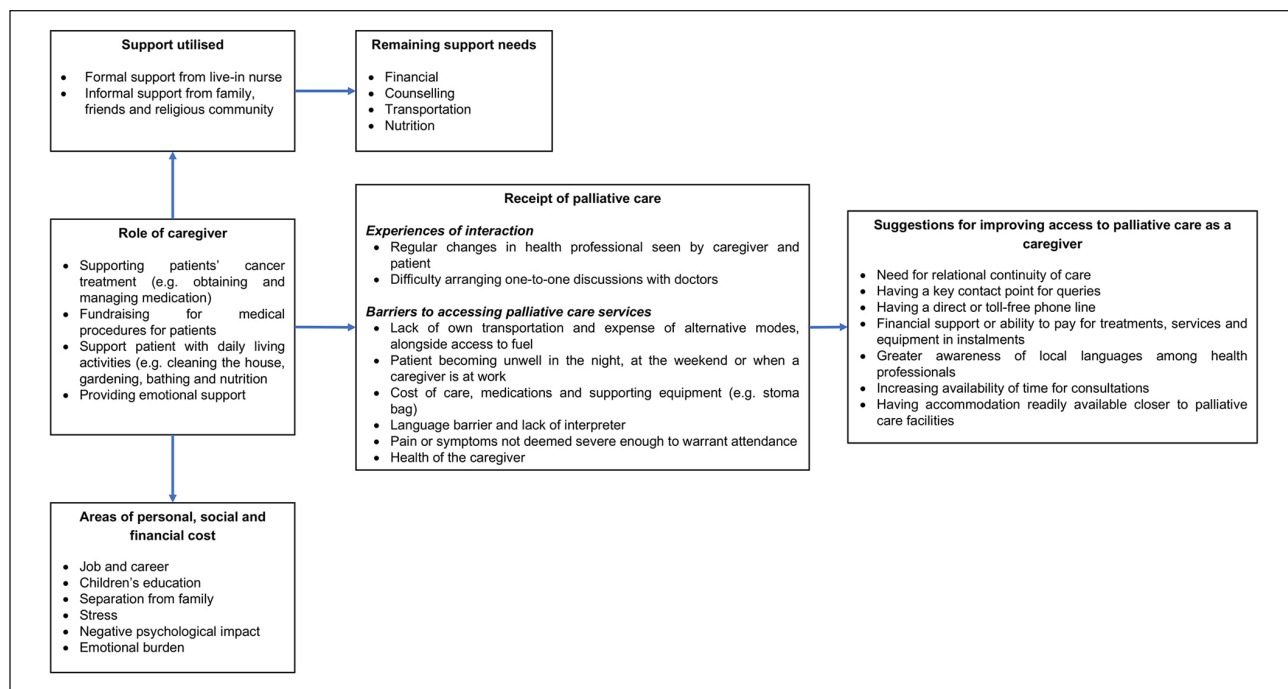 Support utilised
• Formal support from live-in nurse
• Informal support from family,
friends and religious community
Remaining support needs
• Financial
• Counselling
• Transportation
• Nutrition
Role of caregiver
• Supporting patients’ cancer
treatment (e.g. obtaining and
managing medication)
• Fundraising for medical
procedures for patients
• Support patient with daily living
activities (e.g. cleaning the house,
gardening, bathing and nutrition
• Providing emotional support
Receipt of palliative care
Experiences of interaction
• Regular changes in health professional seen by caregiver and
patient
• Difficulty arranging one-to-one discussions with doctors
Barriers to accessing palliative care services
• Lack of own transportation and expense of alternative modes,
alongside access to fuel
• Patient becoming unwell in the night, at the weekend or when a
caregiver is at work
• Cost of care, medications and supporting equipment (e.g. stoma
bag)
• Language barrier and lack of interpreter
• Pain or symptoms not deemed severe enough to warrant attendance
• Health of the caregiver
Suggestions for improving access to palliative care as a
caregiver
• Need for relational continuity of care
• Having a key contact point for queries
• Having a direct or toll-free phone line
• Financial support or ability to pay for treatments, services and
equipment in instalments
• Greater awareness of local languages among health
professionals
• Increasing availability of time for consultations
• Having accommodation readily available closer to palliative
care facilities
Areas of personal, social and
financial cost
• Job and career
• Children’s education
• Separation from family
• Stress
• Negative psychological impact
• Emotional burden